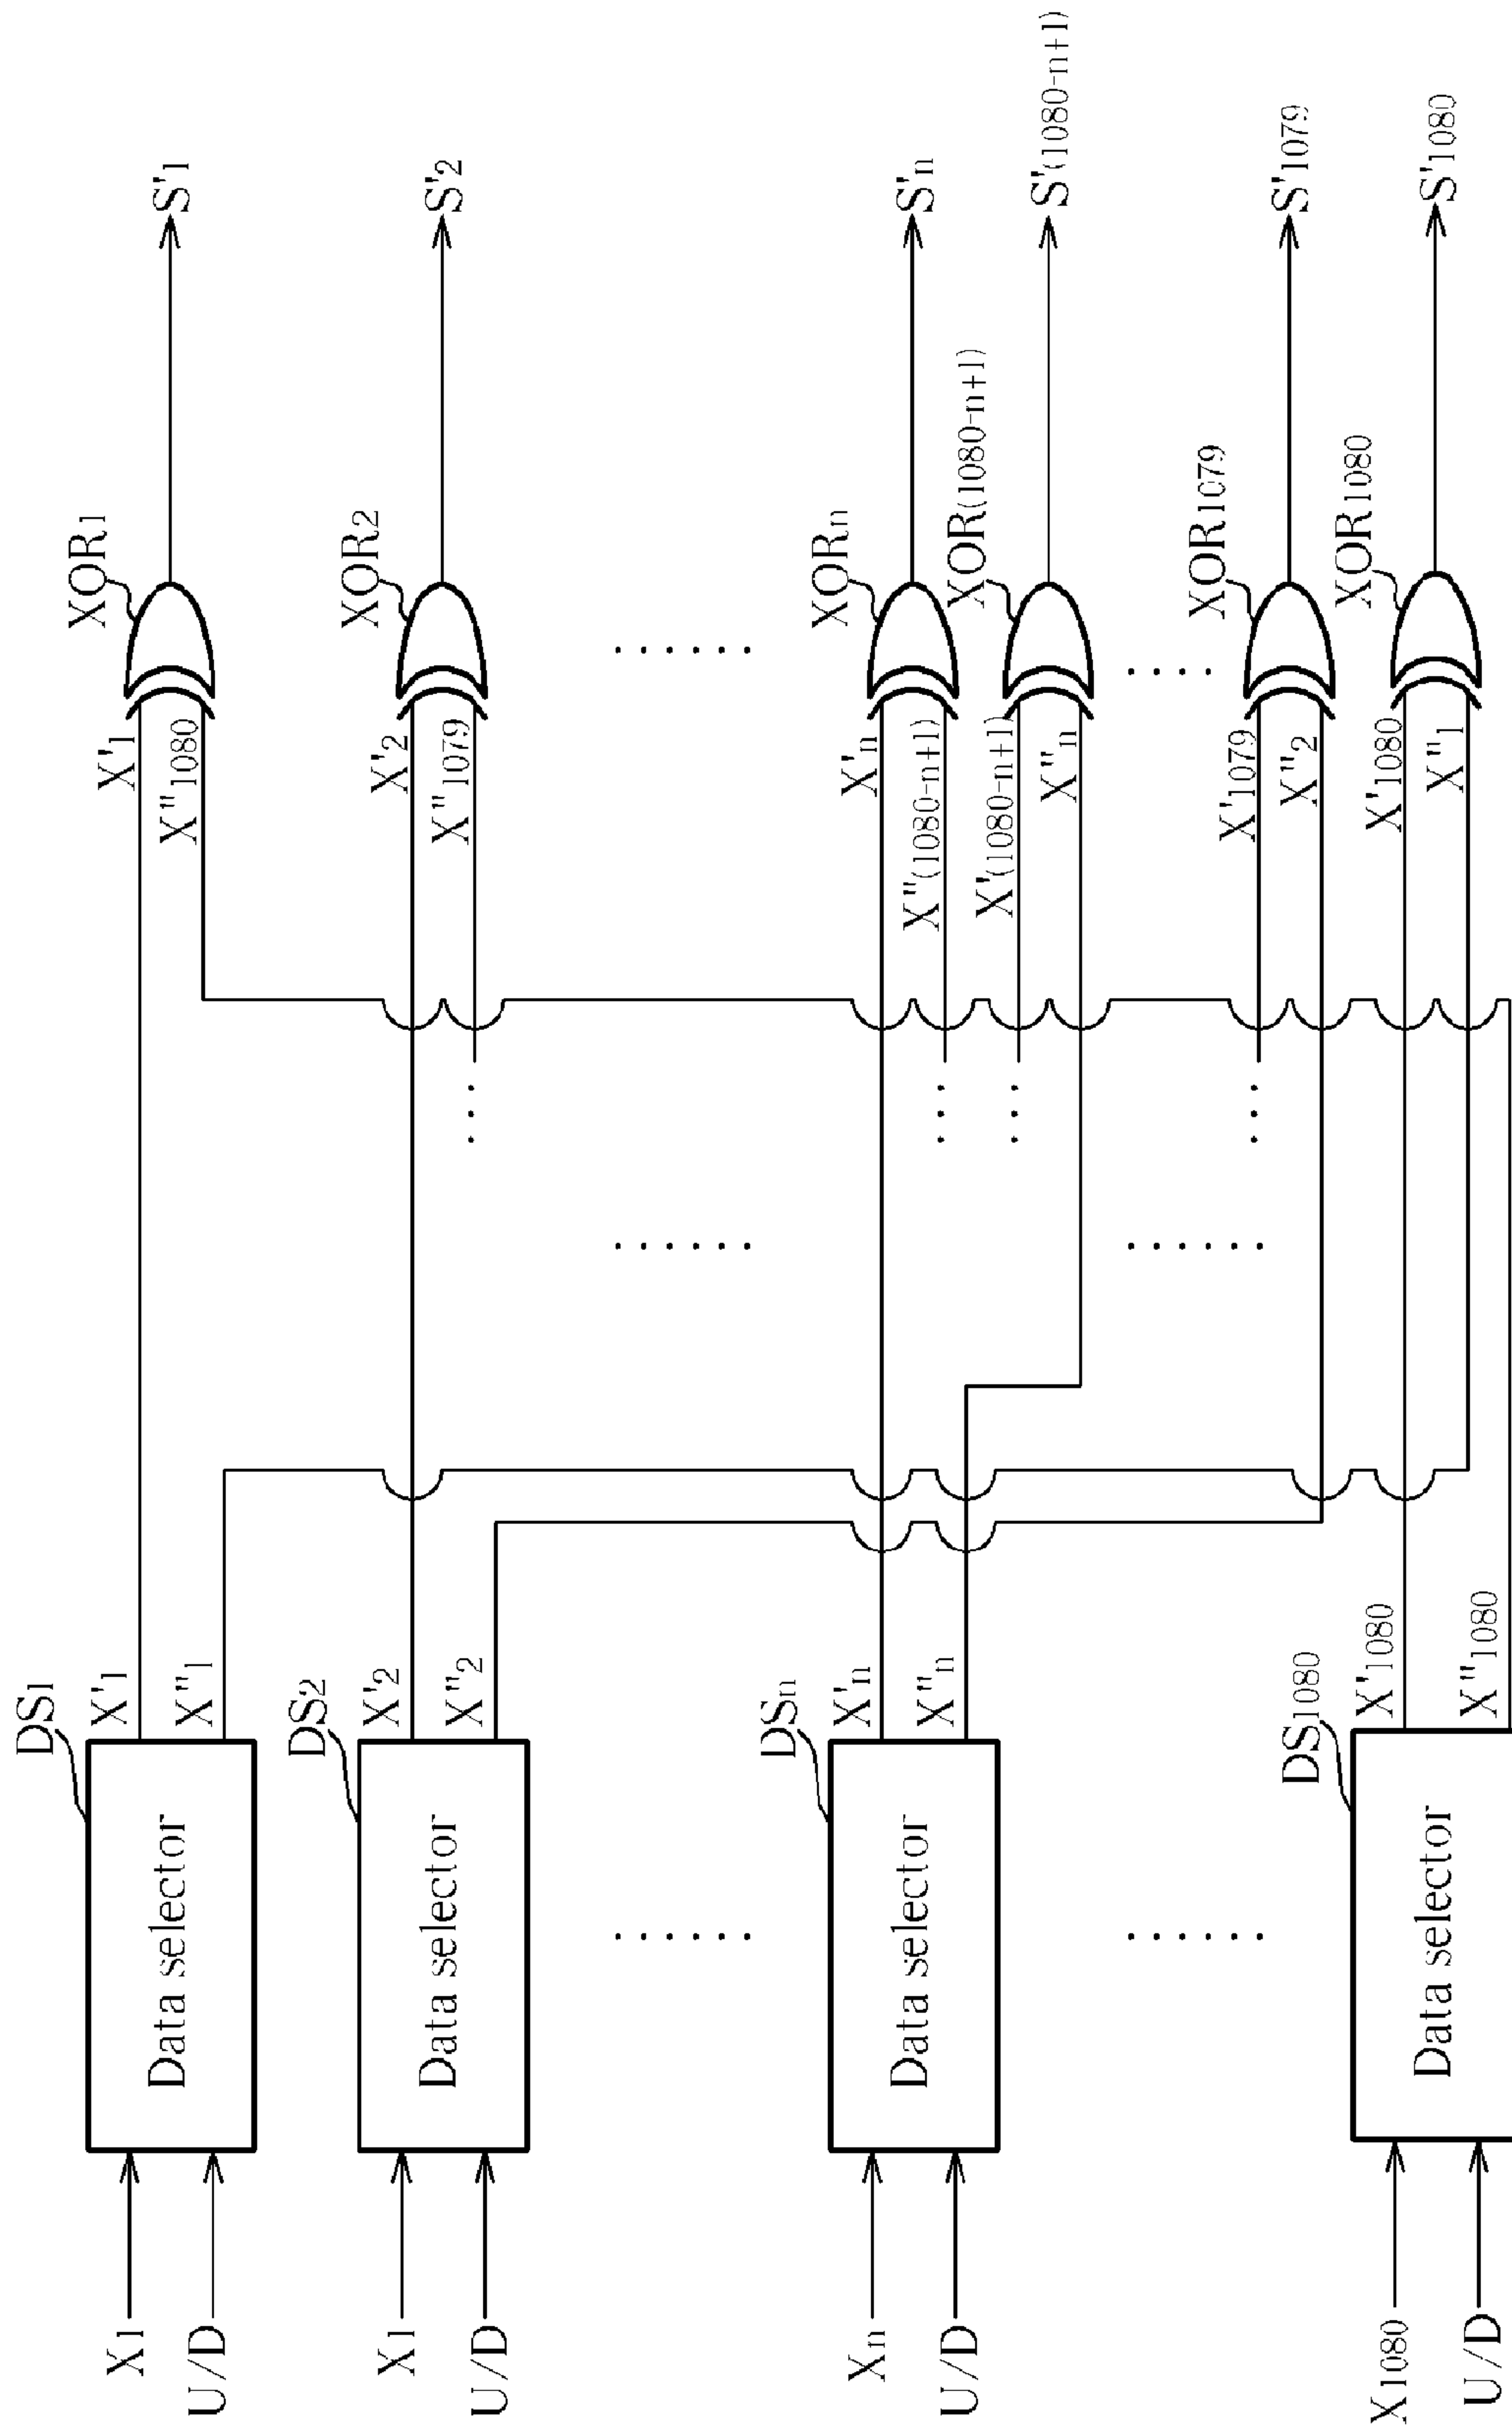 DS1
X1
U/D
Data selector
X'1
X"1
X'1
X"1080
XOR1
S'1
DS2
X1
U/D
Data selector
X'2
X"2
X'2
X"1079
XOR2
S'2
......
......
......
DSn
Xn
U/D
Data selector
X'n
X"n
X'n
X"(1080-n+1)
XORn
S'n
X'(1080-n+1)
X"n
XOR(1080-n+1)
S'(1080-n+1)
......
......
....
X'1079
X"2
XOR1079
S'1079
DS1080
X1080
U/D
Data selector
X'1080
X"1080
X'1080
X"1
XOR1080
S'1080